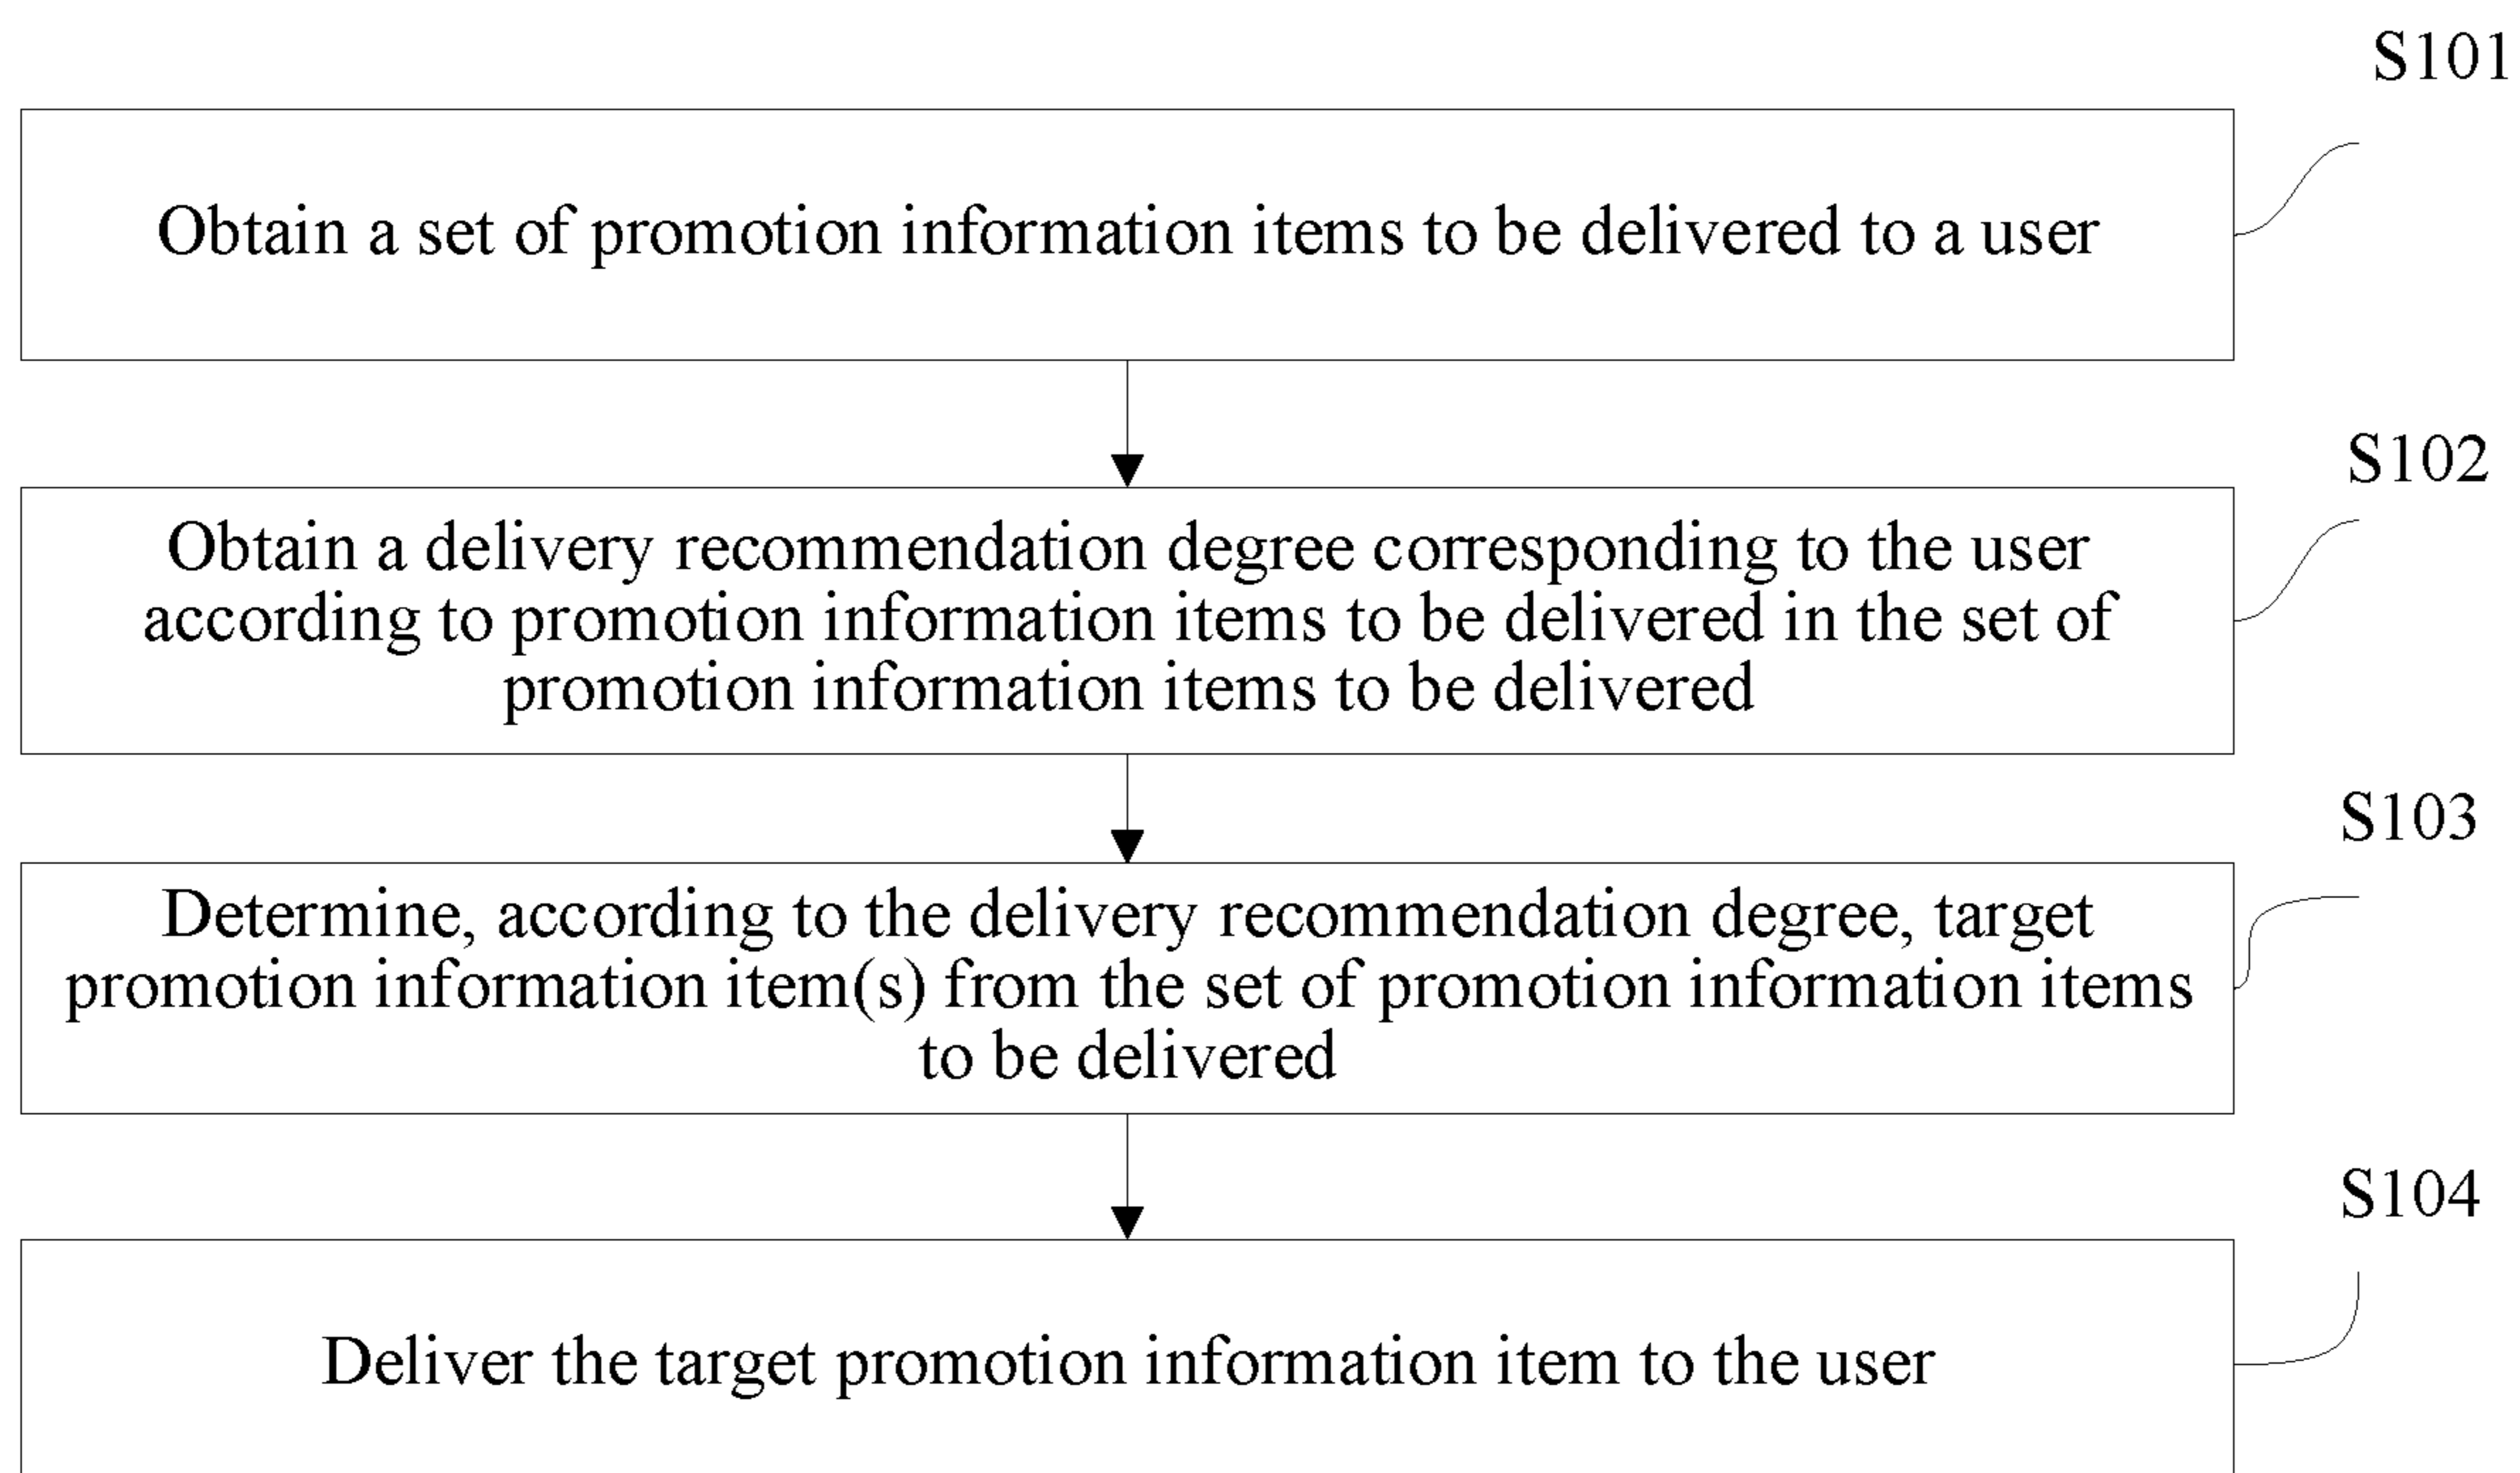 S101
Obtain a set of promotion information items to be delivered to a user
S102
Obtain a delivery recommendation degree corresponding to the user
according to promotion information items to be delivered in the set of
promotion information items to be delivered
S103
Determine, according to the delivery recommendation degree, target
promotion information item(s) from the set of promotion information items
to be delivered
S104
Deliver the target promotion information item to the user